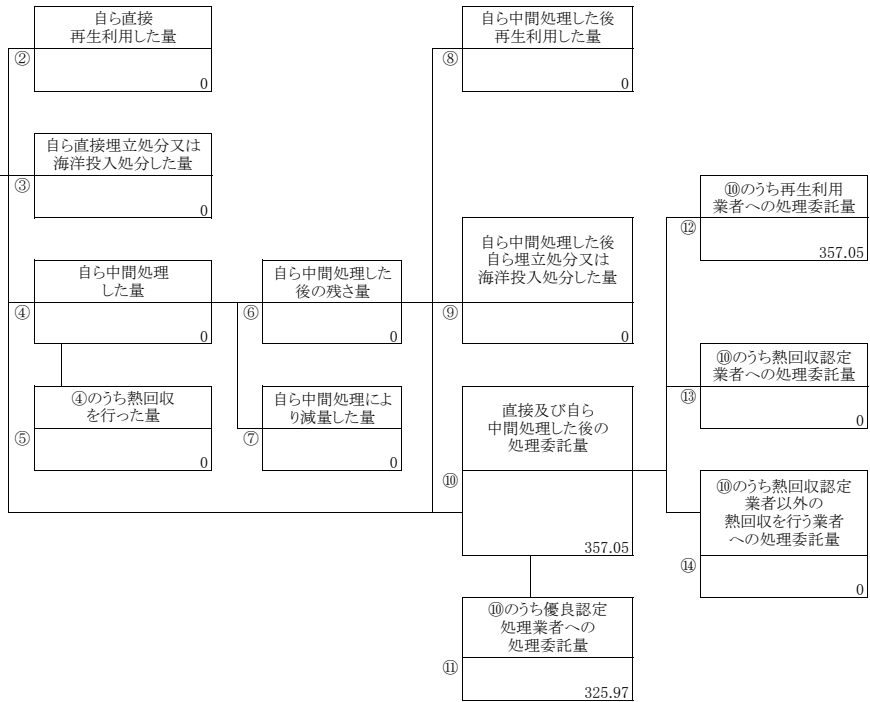 自ら直接
再生利用した量
②
0
自ら直接埋立処分又は
海洋投入処分した量
③
0
自ら中間処理
した量
④
0
④のうち熱回収
を行った量
⑤
0
自ら中間処理した
後の残さ量
⑥
0
自ら中間処理によ
り減量した量
⑦
0
自ら中間処理した後
再生利用した量
⑧
0
自ら中間処理した後
自ら埋立処分又は
海洋投入処分した量
⑨
0
直接及び自ら
中間処理した後の
処理委託量
⑩
357.05
⑩のうち優良認定
処理業者への
処理委託量
⑪
325.97
⑩のうち再生利用
業者への処理委託量
⑫
357.05
⑩のうち熱回収認定
業者への処理委託量
⑬
0
⑩のうち熱回収認定
業者以外の
熱回収を行う業者
への処理委託量
⑭
0